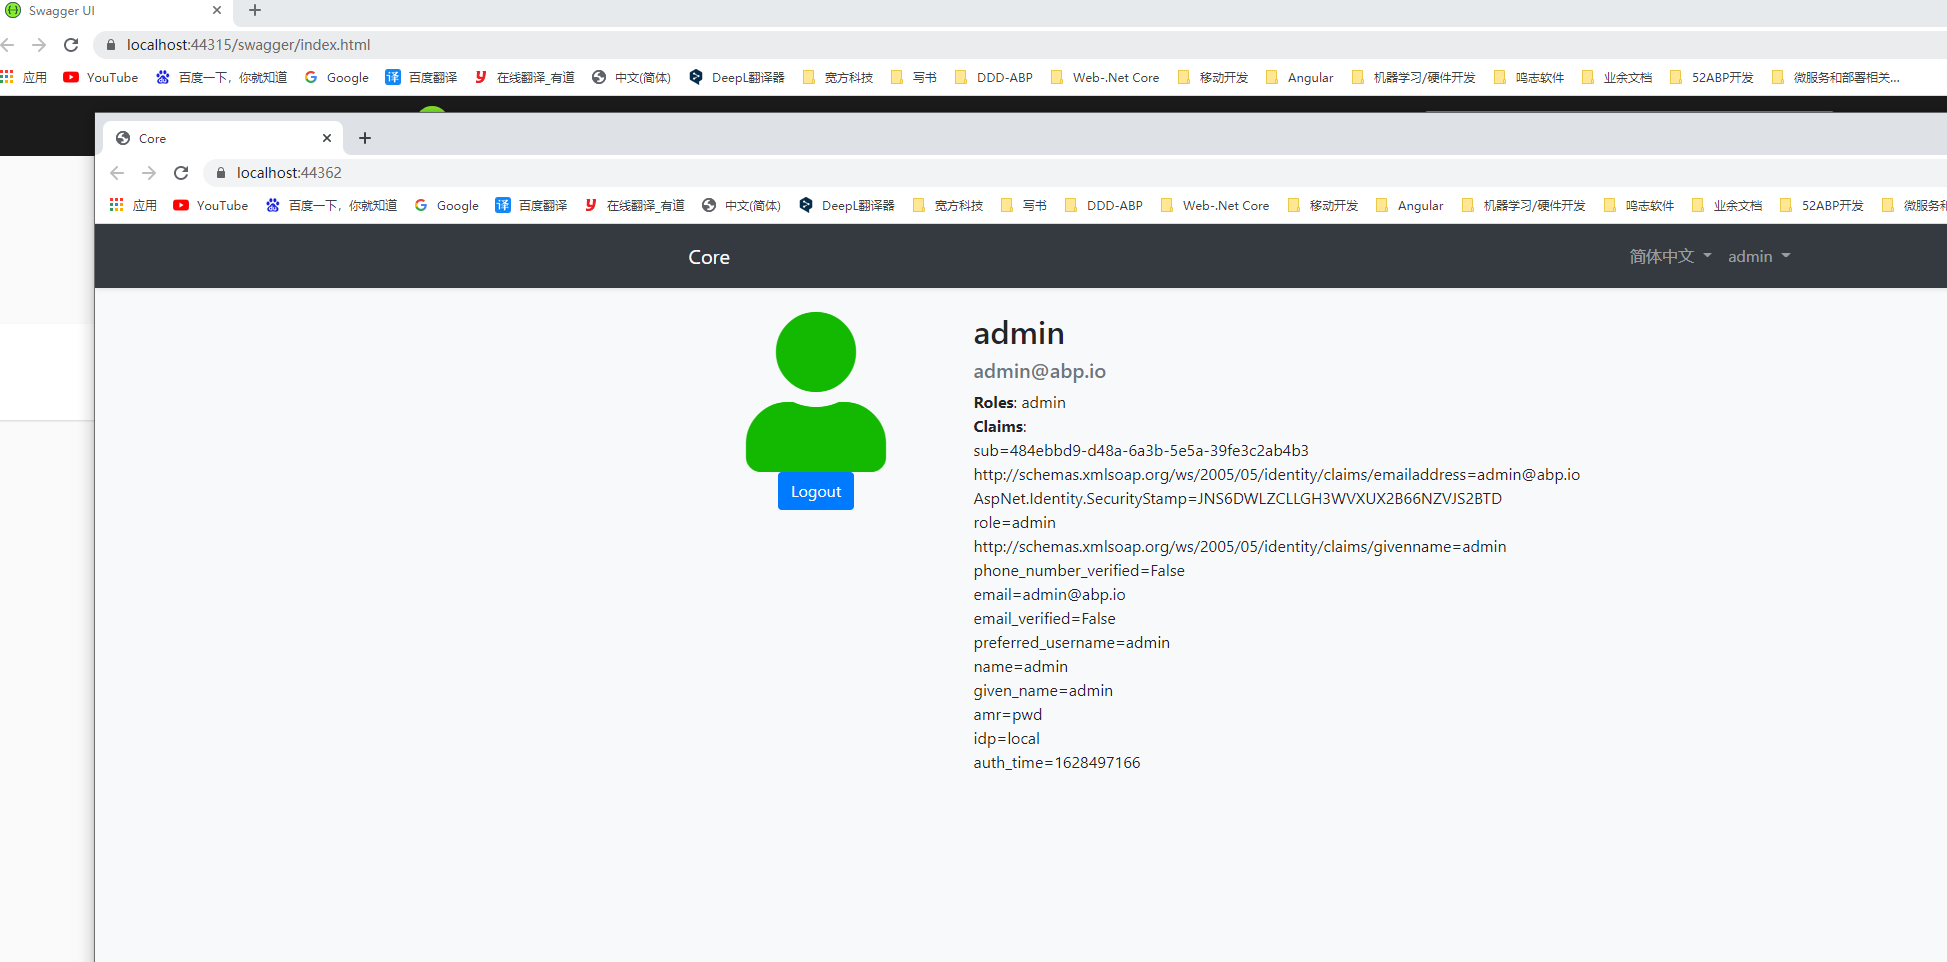 Swagger UI
localhost:44315/swagger/index.html
应用 YouTube 百度一下，你就知道 Google 百度翻译 在线翻译_有道 中文(简体) DeepL翻译器 宽方科技 写书 DDD-ABP Web-.Net Core 移动开发 Angular 机器学习/硬件开发 鸣志软件 业余文档 52ABP开发 微服务和部署相关...
Core
localhost:44362
应用 YouTube 百度一下，你就知道 Google 百度翻译 在线翻译_有道 中文(简体) DeepL翻译器 宽方科技 写书 DDD-ABP Web-.Net Core 移动开发 Angular 机器学习/硬件开发 鸣志软件 业余文档 52ABP开发 微服务和
Core 简体中文 admin
admin
admin@abp.io
Roles: admin
Claims:
sub=484ebbd9-d48a-6a3b-5e5a-39fe3c2ab4b3
http://schemas.xmlsoap.org/ws/2005/05/identity/claims/emailaddress=admin@abp.io
AspNet.Identity.SecurityStamp=JNS6DWLZCLLGH3WVXUX2B66NZVJS2BTD
role=admin
http://schemas.xmlsoap.org/ws/2005/05/identity/claims/givenname=admin
phone_number_verified=False
email=admin@abp.io
email_verified=False
preferred_username=admin
name=admin
given_name=admin
amr=pwd
idp=local
auth_time=1628497166
Logout